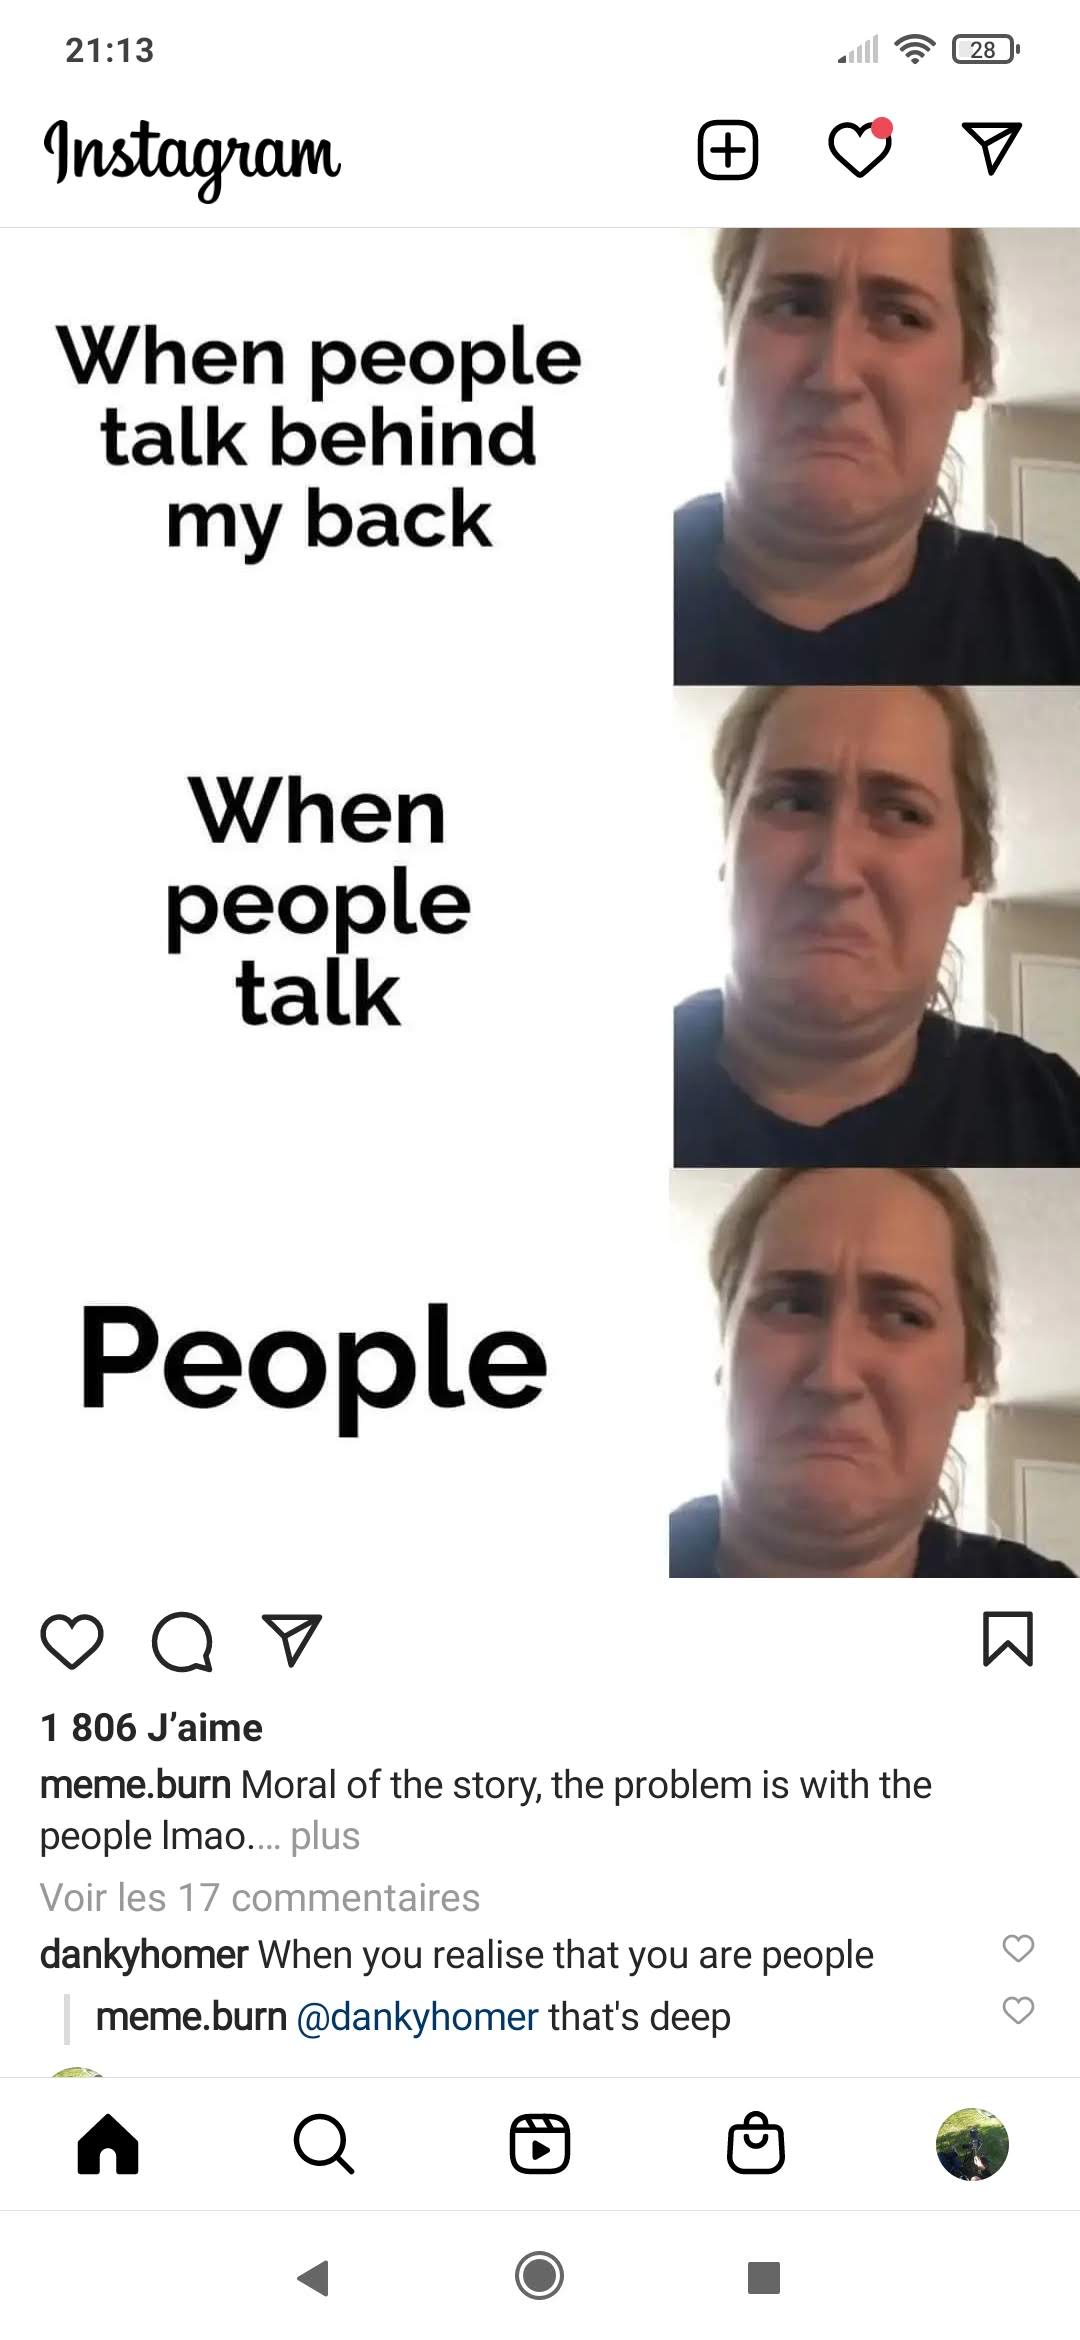 21:13
28
Instagram
When people
talk behind
my back
When
people
talk
People
1 806 J’aime
meme.burn Moral of the story, the problem is with the
people lmao.... plus
Voir les 17 commentaires
dankyhomer When you realise that you are people
meme.burn @dankyhomer that's deep